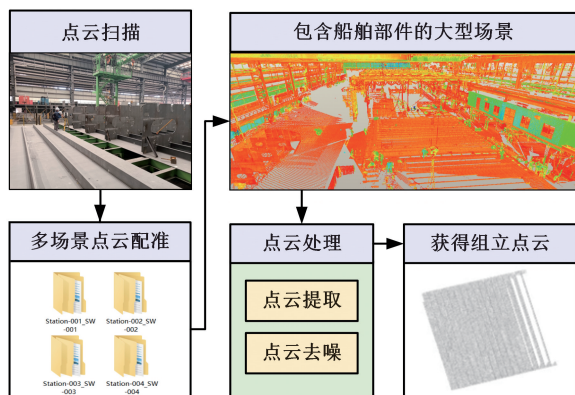 点云扫描
多场景点云配准
Station-001_SW
-001
Station-002_SW
-002
Station-003_SW
-003
Station-004_SW
-004
包含船舶部件的大型场景
点云处理
点云提取
点云去噪
获得组立点云